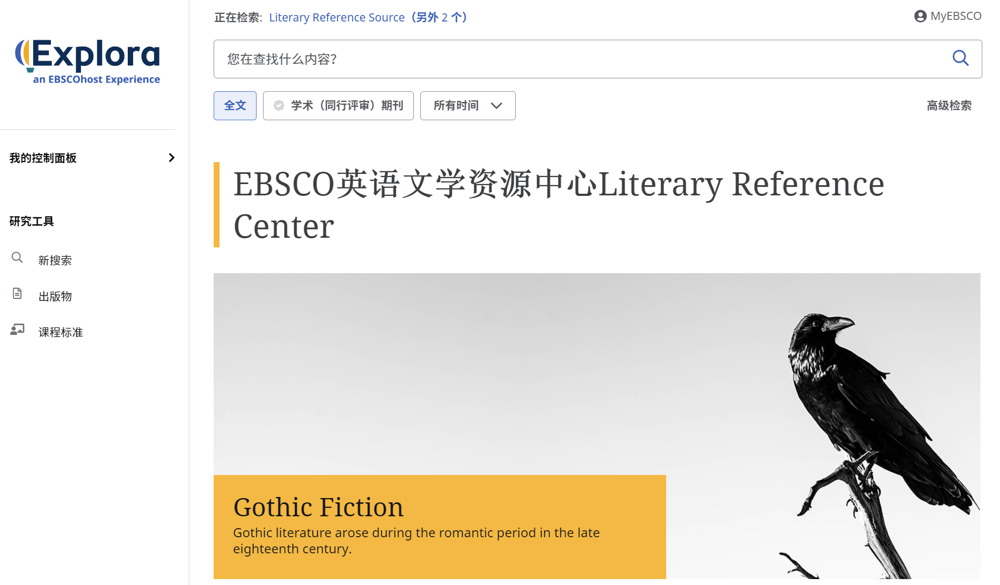 Explora
an EBSCOhost Experience
我的控制面板
研究工具
新搜索
出版物
课程标准
正在检索: Literary Reference Source（另外 2 个）
MyEBSCO
您在查找什么内容?
全文
学术（同行评审）期刊
所有时间
高级检索
EBSCO英语文学资源中心Literary Reference
Center
Gothic Fiction
Gothic literature arose during the romantic period in the late
eighteenth century.